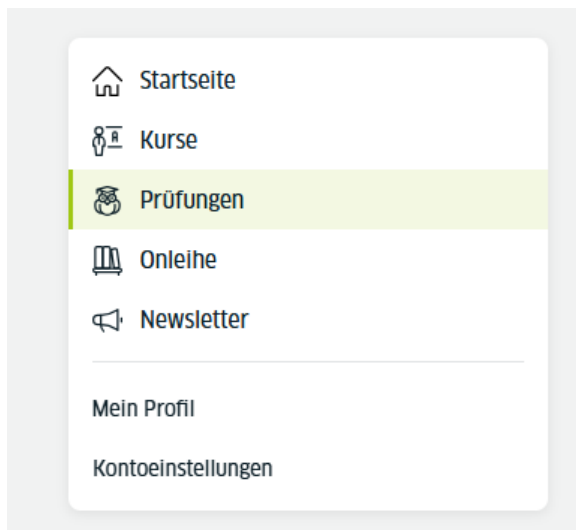 Startseite
Kurse
Prüfungen
Onleihe
Newsletter
Mein Profil
Kontoeinstellungen